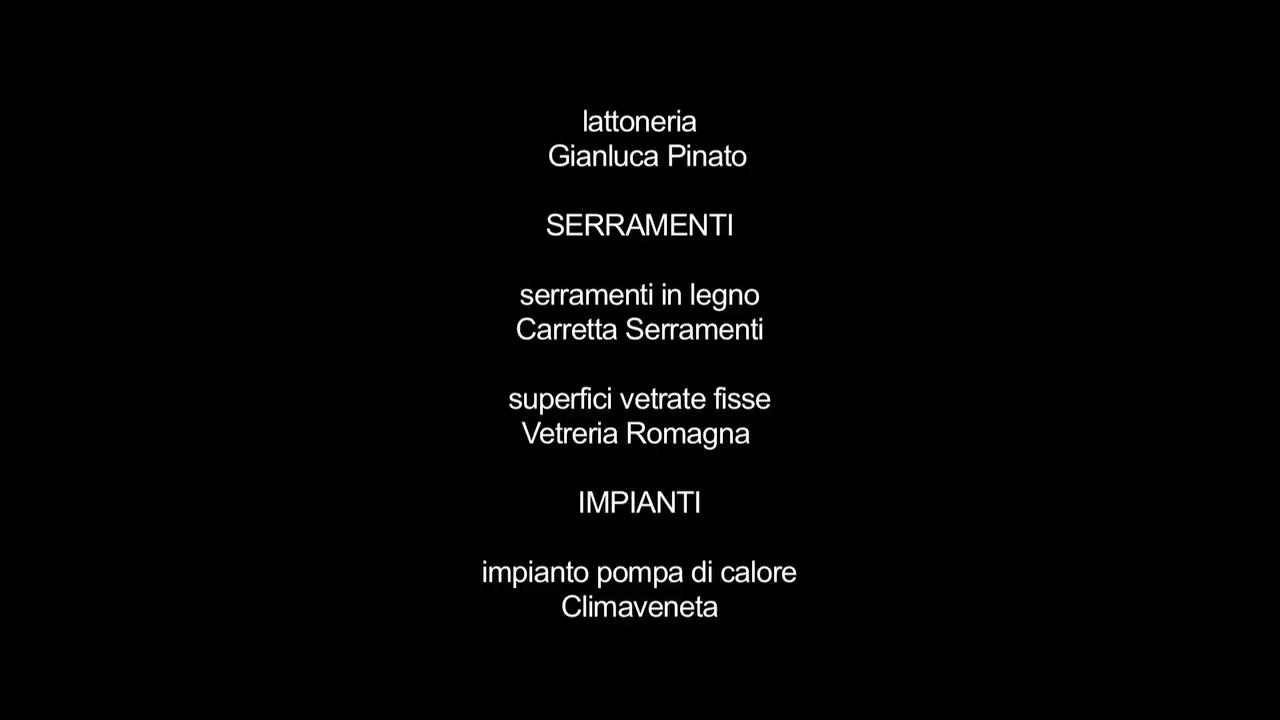 lattoneria
Gianluca Pinato
SERRAMENTI
serramenti in legno
Carretta Serramenti
superfici vetrate fisse
Vetreria Romagna
IMPIANTI
impianto pompa di calore
Climaveneta